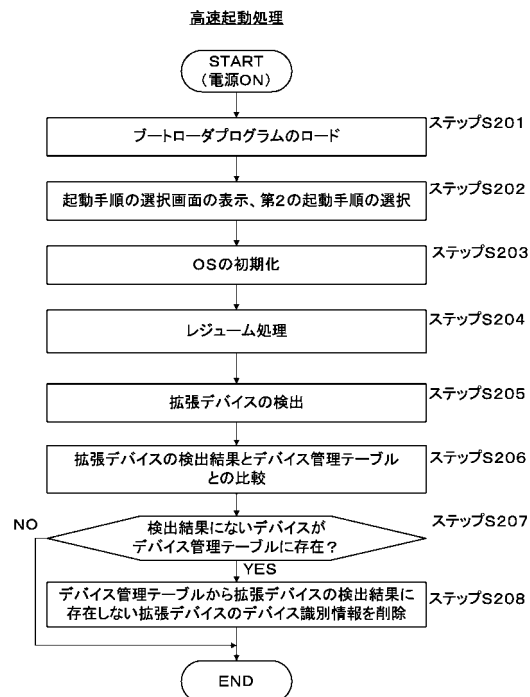 高速起動処理
START
(電源ON)
ステップS201
ブートローダプログラムのロード
ステップS202
起動手順の選択画面の表示、第2の起動手順の選択
ステップS203
OSの初期化
ステップS204
レジューム処理
ステップS205
拡張デバイスの検出
ステップS206
拡張デバイスの検出結果とデバイス管理テーブル
との比較
ステップS207
NO
検出結果にないデバイスが
デバイス管理テーブルに存在?
YES
ステップS208
デバイス管理テーブルから拡張デバイスの検出結果に
存在しない拡張デバイスのデバイス識別情報を削除
END